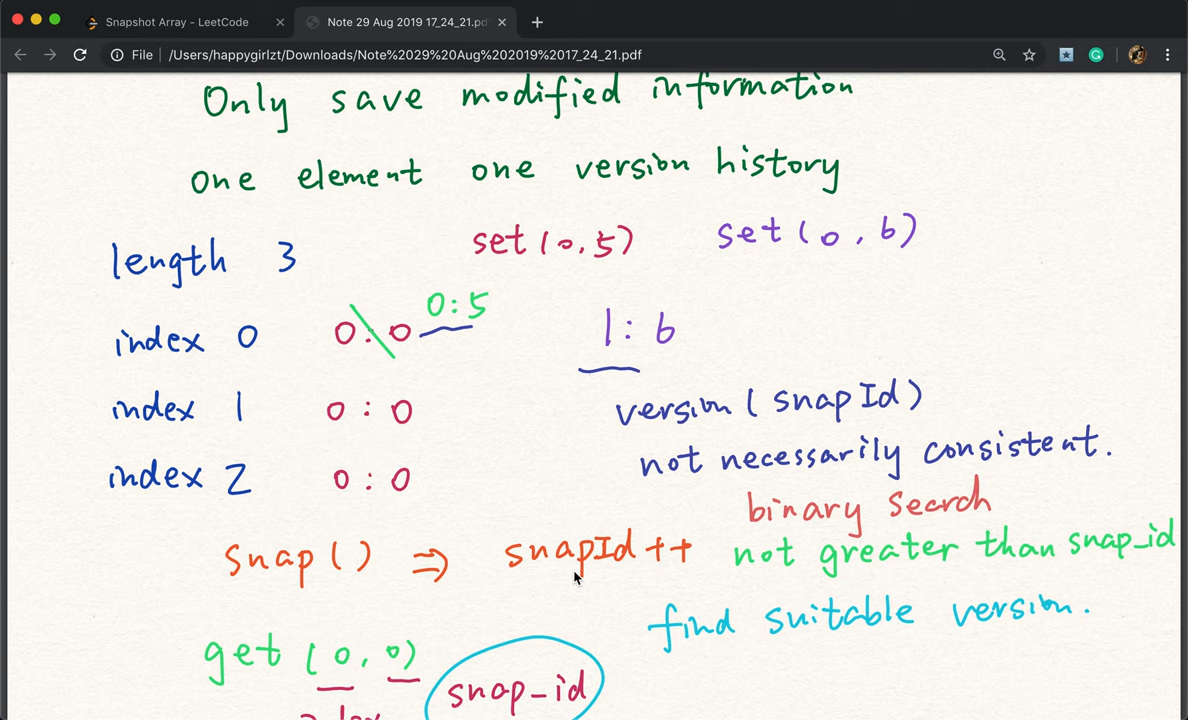 Snapshot Array - LeetCode
Note 29 Aug 2019 17_24_21.pd
File
/Users/happygirlzt/Downloads/Note%2029%20Aug%202019%2017_24_21.pdf
Only save modified information
one element one version history
length 3
set(0,5)
set(0,6)
index 0
0:0
0:5
1:6
index 1
0:0
version(snapId)
not necessarily consistent.
index 2
0:0
binary search
snap() ⇒ snapId++
not greater than snap_id
find suitable version.
get(0,0)
snap_id